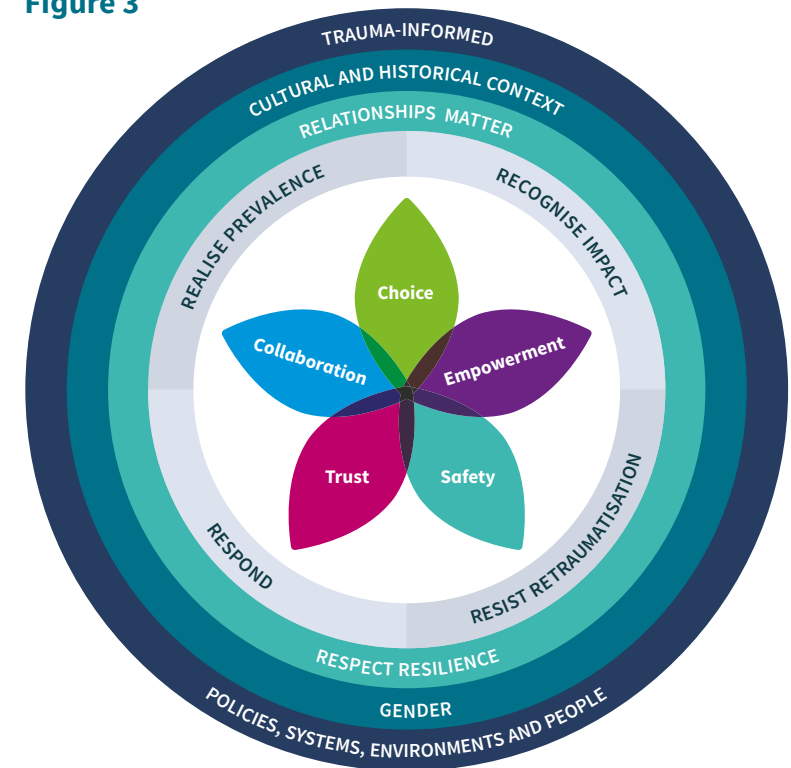 Figure 3
TRAUMA-INFORMED
CULTURAL AND HISTORICAL CONTEXT
RELATIONSHIPS MATTER
REALISE PREVALENCE
RECOGNISE IMPACT
Choice
Collaboration
Empowerment
Trust
Safety
RESPOND
RESIST RETRAUMATISATION
RESPECT RESILIENCE
GENDER
POLICIES, SYSTEMS, ENVIRONMENTS AND PEOPLE